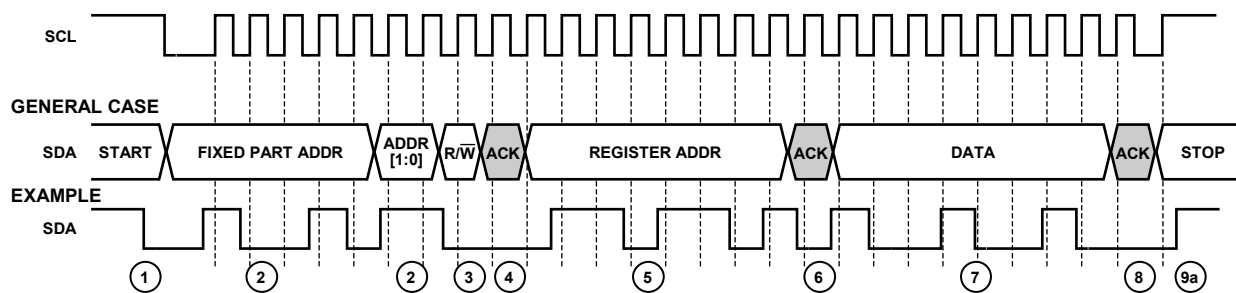 SCL
GENERAL CASE
SDA START FIXED PART ADDR ADDR [1:0] R/W̅ ACK REGISTER ADDR ACK DATA ACK STOP
EXAMPLE
SDA
1 2 2 3 4 5 6 7 8 9a